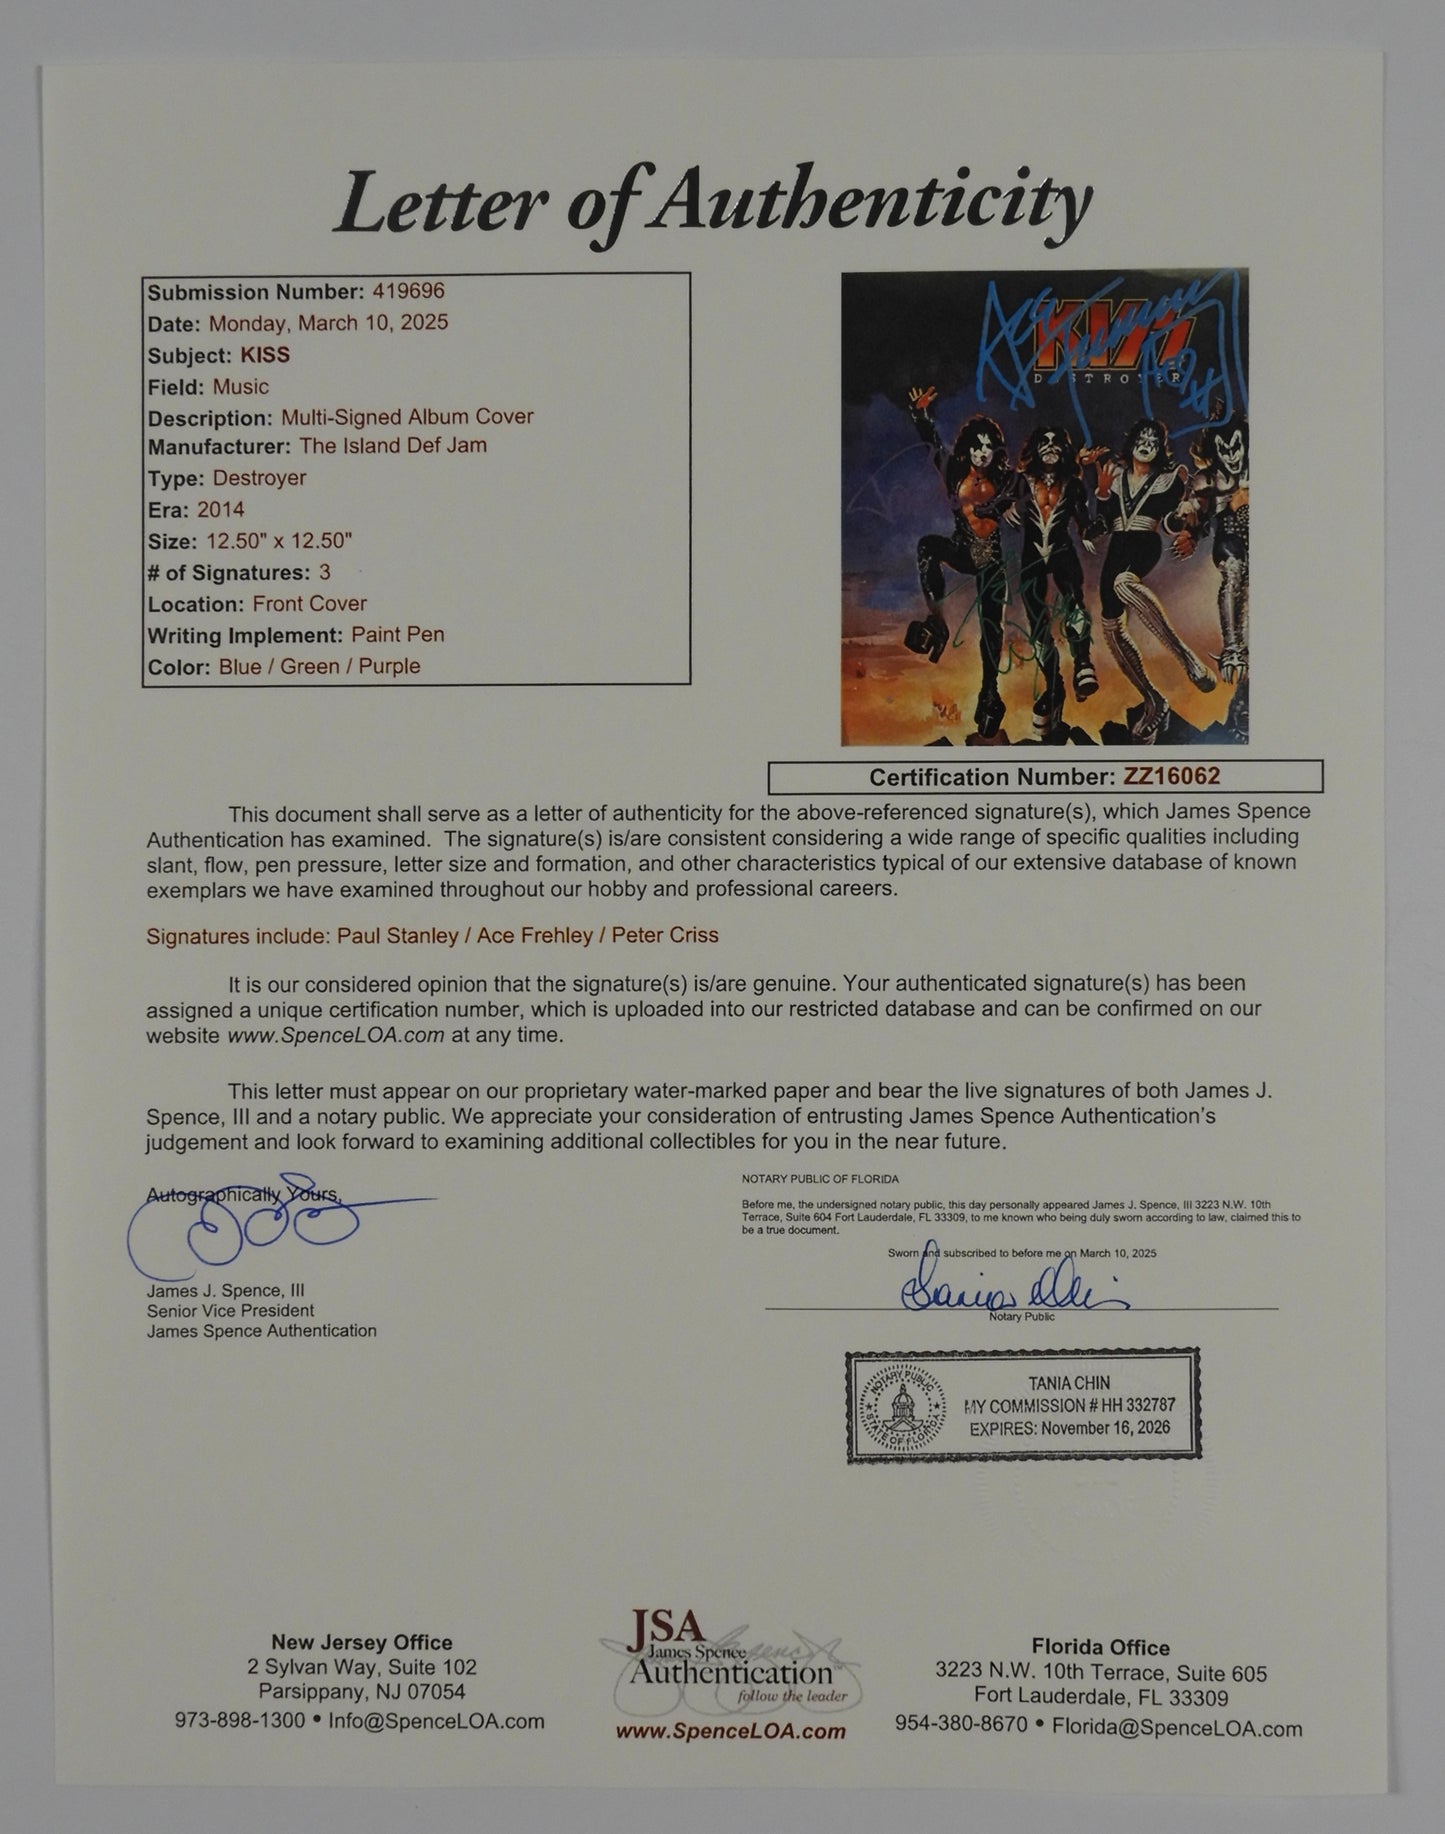 Letter of Authenticity
Submission Number: 419696
Date: Monday, March 10, 2025
Subject: KISS
Field: Music
Description: Multi-Signed Album Cover
Manufacturer: The Island Def Jam
Type: Destroyer
Era: 2014
Size: 12.50" x 12.50"
# of Signatures: 3
Location: Front Cover
Writing Implement: Paint Pen
Color: Blue / Green / Purple
KISS
DESTROYER
Ace
Certification Number: ZZ16062
This document shall serve as a letter of authenticity for the above-referenced signature(s), which James Spence
Authentication has examined. The signature(s) is/are consistent considering a wide range of specific qualities including
slant, flow, pen pressure, letter size and formation, and other characteristics typical of our extensive database of known
exemplars we have examined throughout our hobby and professional careers.
Signatures include: Paul Stanley / Ace Frehley / Peter Criss
It is our considered opinion that the signature(s) is/are genuine. Your authenticated signature(s) has been
assigned a unique certification number, which is uploaded into our restricted database and can be confirmed on our
website www.SpenceLOA.com at any time.
This letter must appear on our proprietary water-marked paper and bear the live signatures of both James J.
Spence, III and a notary public. We appreciate your consideration of entrusting James Spence Authentication's
judgement and look forward to examining additional collectibles for you in the near future.
Autographically Yours,
James J. Spence, III
Senior Vice President
James Spence Authentication
NOTARY PUBLIC OF FLORIDA
Before me, the undersigned notary public, this day personally appeared James J. Spence, III 3223 N.W. 10th
Terrace, Suite 604 Fort Lauderdale, FL 33309, to me known who being duly sworn according to law, claimed this to
be a true document.
Sworn and subscribed to before me on March 10, 2025
Notary Public
NOTARY PUBLIC
STATE OF FLORIDA
TANIA CHIN
MY COMMISSION # HH 332787
EXPIRES: November 16, 2026
New Jersey Office
2 Sylvan Way, Suite 102
Parsippany, NJ 07054
973-898-1300 • Info@SpenceLOA.com
JSA
James Spence
Authentication™
follow the leader
www.SpenceLOA.com
Florida Office
3223 N.W. 10th Terrace, Suite 605
Fort Lauderdale, FL 33309
954-380-8670 • Florida@SpenceLOA.com